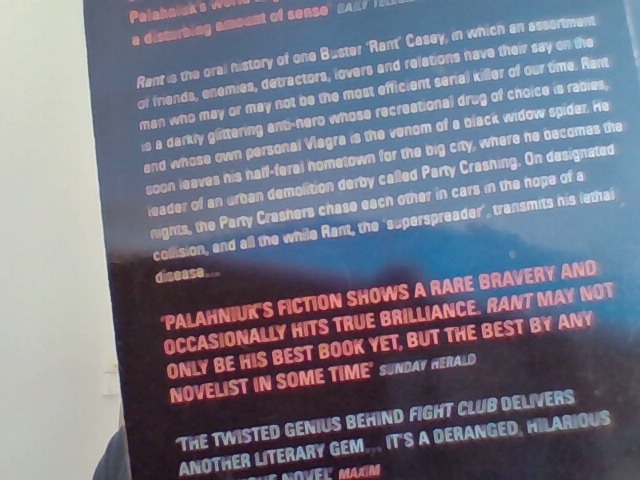 Palahniuk's world
a disturbing amount of sense' DAILY
Rant is the oral history of one Buster 'Rant' Casey, in which an assortment
of friends, enemies, detractors, lovers and relations have their say on the
man who may or may not be the most efficient serial killer of our time. Rant
is a darkly glittering anti-hero whose recreational drug of choice is rabies,
and whose own personal Viagra is the venom of a black widow spider. He
soon leaves his half-feral hometown for the big city, where he becomes the
leader of an urban demolition derby called Party Crashing. On designated
nights, the Party Crashers chase each other in cars in the hope of a
collision, and all the while Rant, the 'superspreader', transmits his lethal
disease...
'PALAHNIUK'S FICTION SHOWS A RARE BRAVERY AND
OCCASIONALLY HITS TRUE BRILLIANCE. RANT MAY NOT
ONLY BE HIS BEST BOOK YET, BUT THE BEST BY ANY
NOVELIST IN SOME TIME' SUNDAY HERALD
'THE TWISTED GENIUS BEHIND FIGHT CLUB DELIVERS
ANOTHER LITERARY GEM... IT'S A DERANGED, HILARIOUS
NOVEL' MAXIM